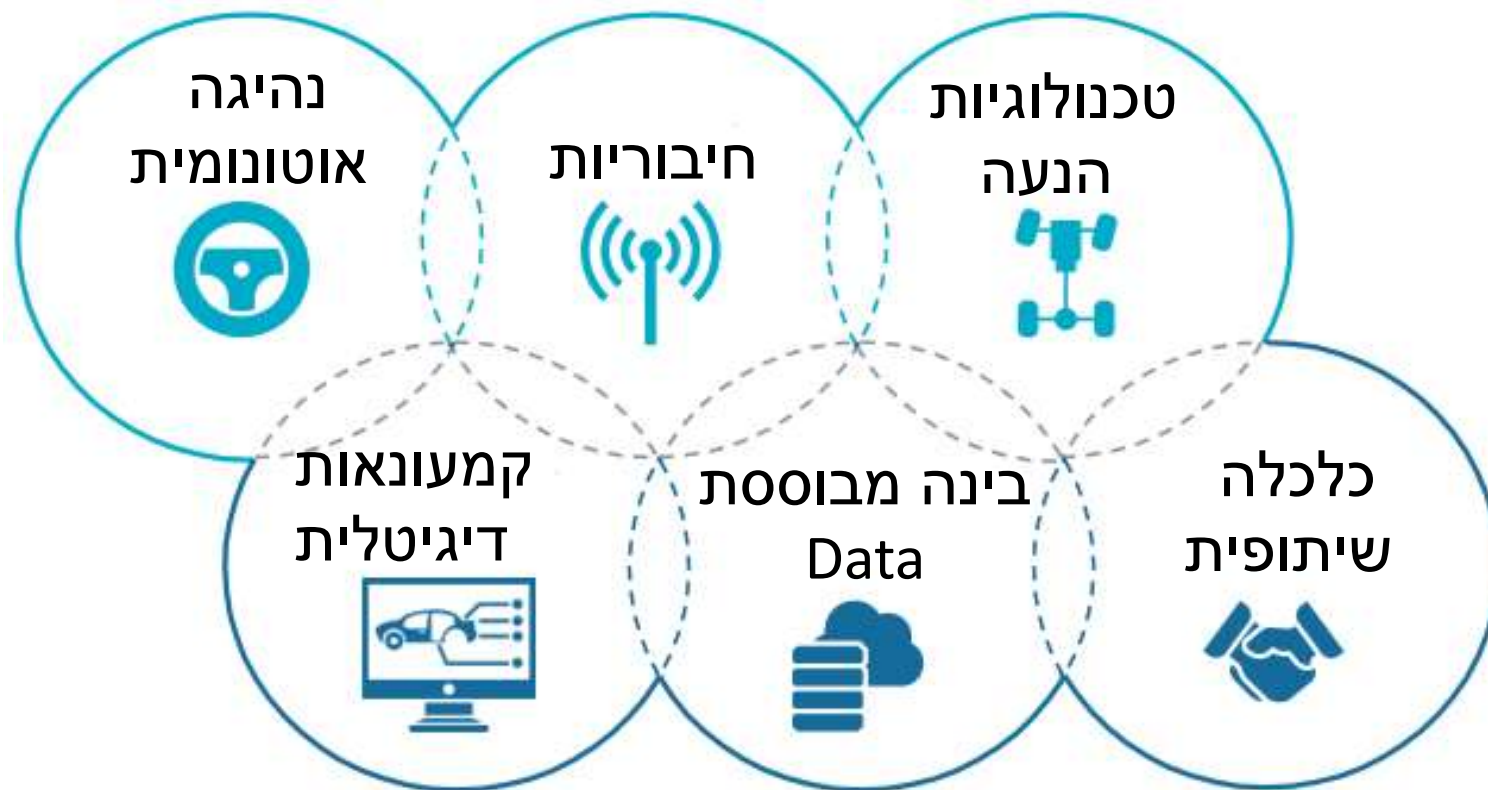 טכנולוגיות
הנעה
חיבוריות
נהיגה
אוטונומית
כלכלה
שיתופית
בינה מבוססת
Data
קמעונאות
דיגיטלית